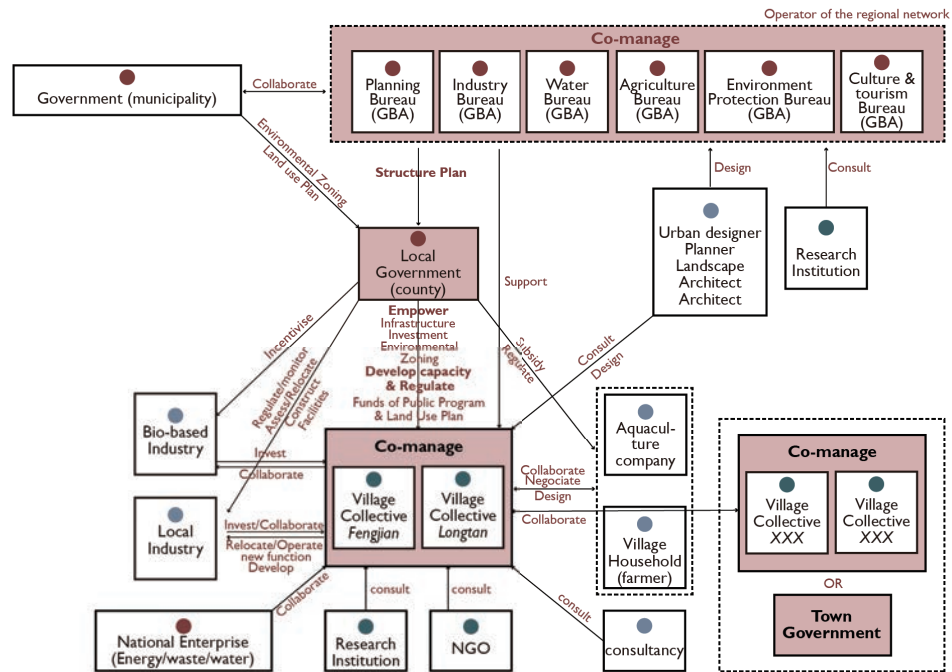 Operator of the regional network
Co-manage
Planning
Bureau
(GBA)
Industry
Bureau
(GBA)
Water
Bureau
(GBA)
Agriculture
Bureau
(GBA)
Environment
Protection Bureau
(GBA)
Culture &
tourism
Bureau
(GBA)
Government (municipality)
Collaborate
Environmental Zoning
Land use Plan
Structure Plan
Design
Consult
Urban designer
Planner
Landscape
Architect
Architect
Research
Institution
Local
Government
(county)
Support
Incentivise
Regulate/monitor
Assess/Relocate
Construct
Facilities
Empower
Infrastructure
Investment
Environmental
Zoning
Develop capacity
& Regulate
Funds of Public Program
& Land Use Plan
Subsidy
Regulate
Consult
Design
Bio-based
Industry
Invest
Collaborate
Local
Industry
Invest/Collaborate
Relocate/Operate
new function
Develop
Co-manage
Village
Collective
Fengjian
Village
Collective
Longtan
Collaborate
Negociate
Design
Collaborate
Aquacul-
ture
company
Village
Household
(farmer)
Co-manage
Village
Collective
XXX
Village
Collective
XXX
OR
Town
Government
Collaborate
consult
consult
consult
National Enterprise
(Energy/waste/water)
Research
Institution
NGO
consultancy